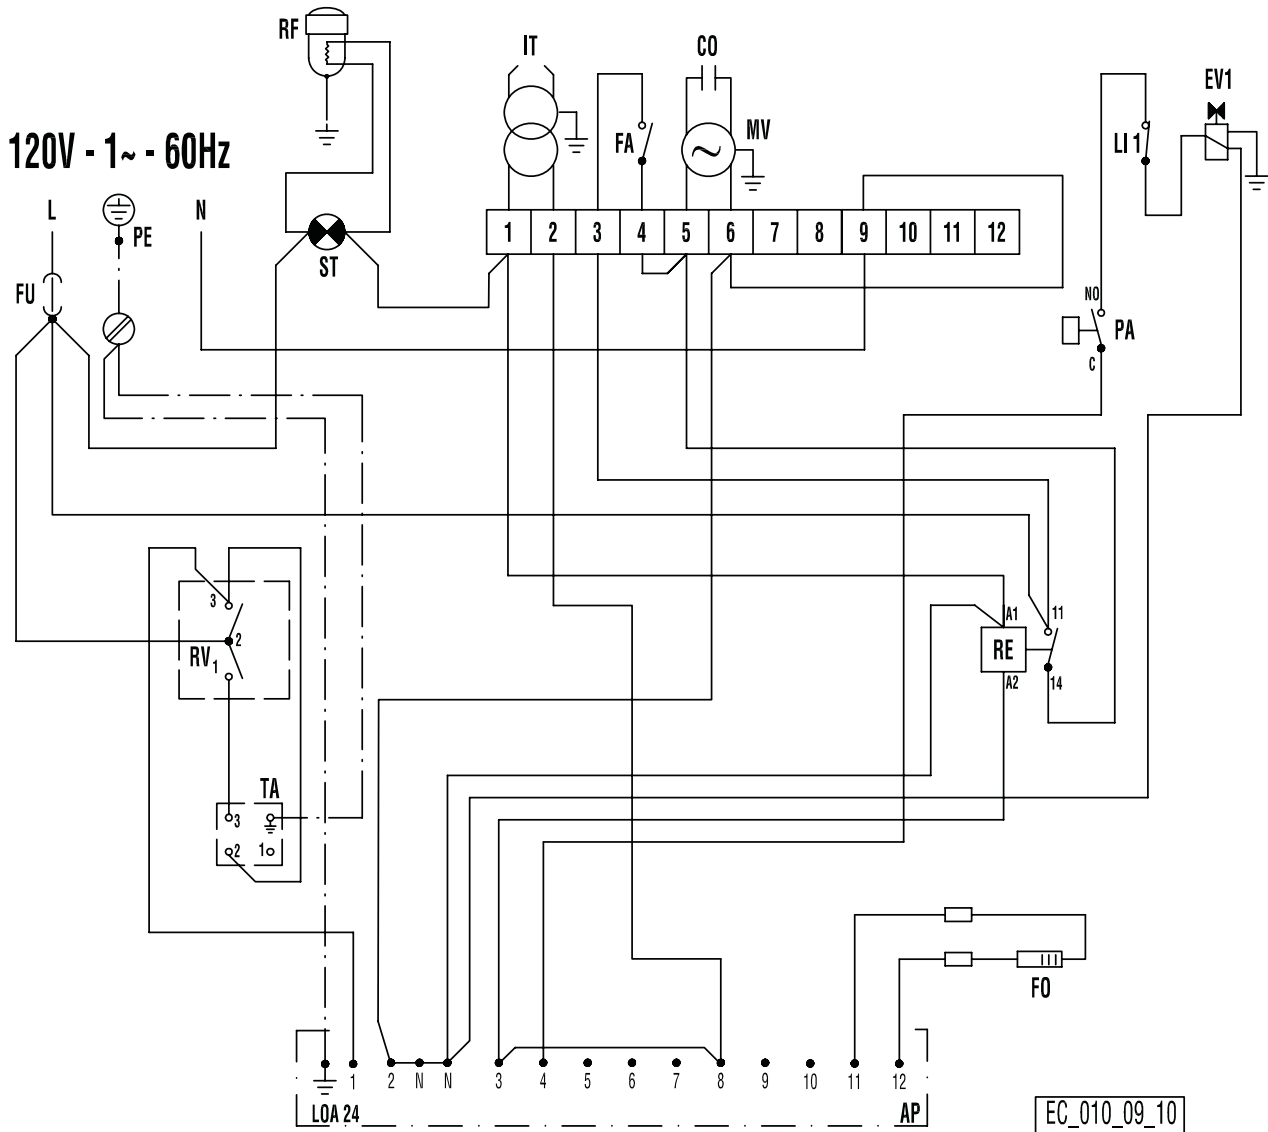 RF
IT
CO
EV1
MV
FA
LI 1
120V - 1~ - 60Hz
L
PE
N
ST
1 2 3 4 5 6 7 8 9 10 11 12
FU
NO
PA
C
3
2
RV1
A1
11
RE
A2
14
TA
3
2
1
FO
1 2 N N 3 4 5 6 7 8 9 10 11 12
LOA 24
AP
EC_010_09_10